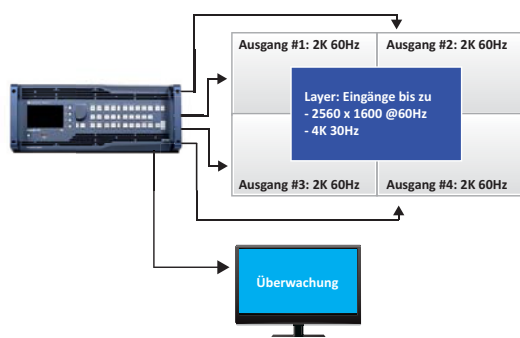 Ausgang #1: 2K 60Hz
Ausgang #2: 2K 60Hz
Layer: Eingänge bis zu
- 2560 x 1600 @60Hz
- 4K 30Hz
Ausgang #3: 2K 60Hz
Ausgang #4: 2K 60Hz
Überwachung